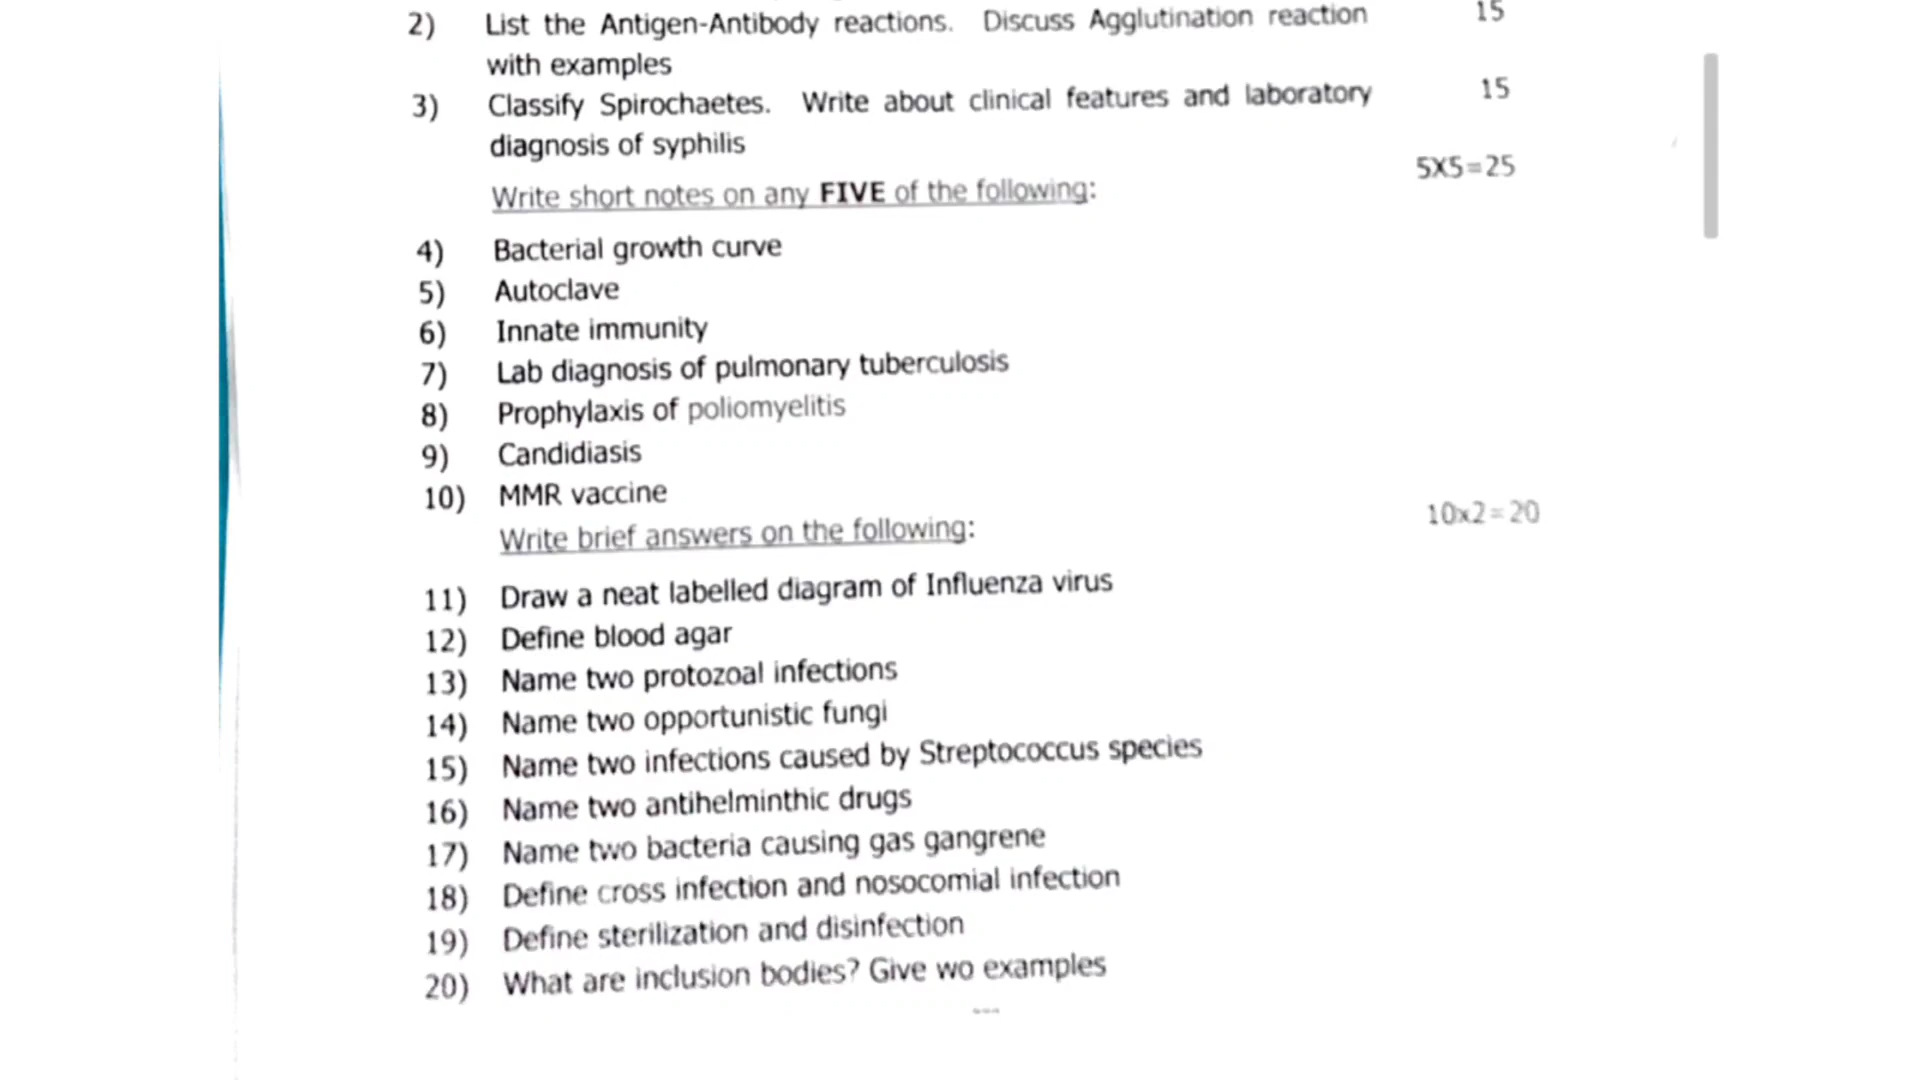 2) List the Antigen-Antibody reactions. Discuss Agglutination reaction 15
with examples
3) Classify Spirochaetes. Write about clinical features and laboratory 15
diagnosis of syphilis
Write short notes on any FIVE of the following: 5X5=25
4) Bacterial growth curve
5) Autoclave
6) Innate immunity
7) Lab diagnosis of pulmonary tuberculosis
8) Prophylaxis of poliomyelitis
9) Candidiasis
10) MMR vaccine
Write brief answers on the following: 10x2=20
11) Draw a neat labelled diagram of Influenza virus
12) Define blood agar
13) Name two protozoal infections
14) Name two opportunistic fungi
15) Name two infections caused by Streptococcus species
16) Name two antihelminthic drugs
17) Name two bacteria causing gas gangrene
18) Define cross infection and nosocomial infection
19) Define sterilization and disinfection
20) What are inclusion bodies? Give wo examples